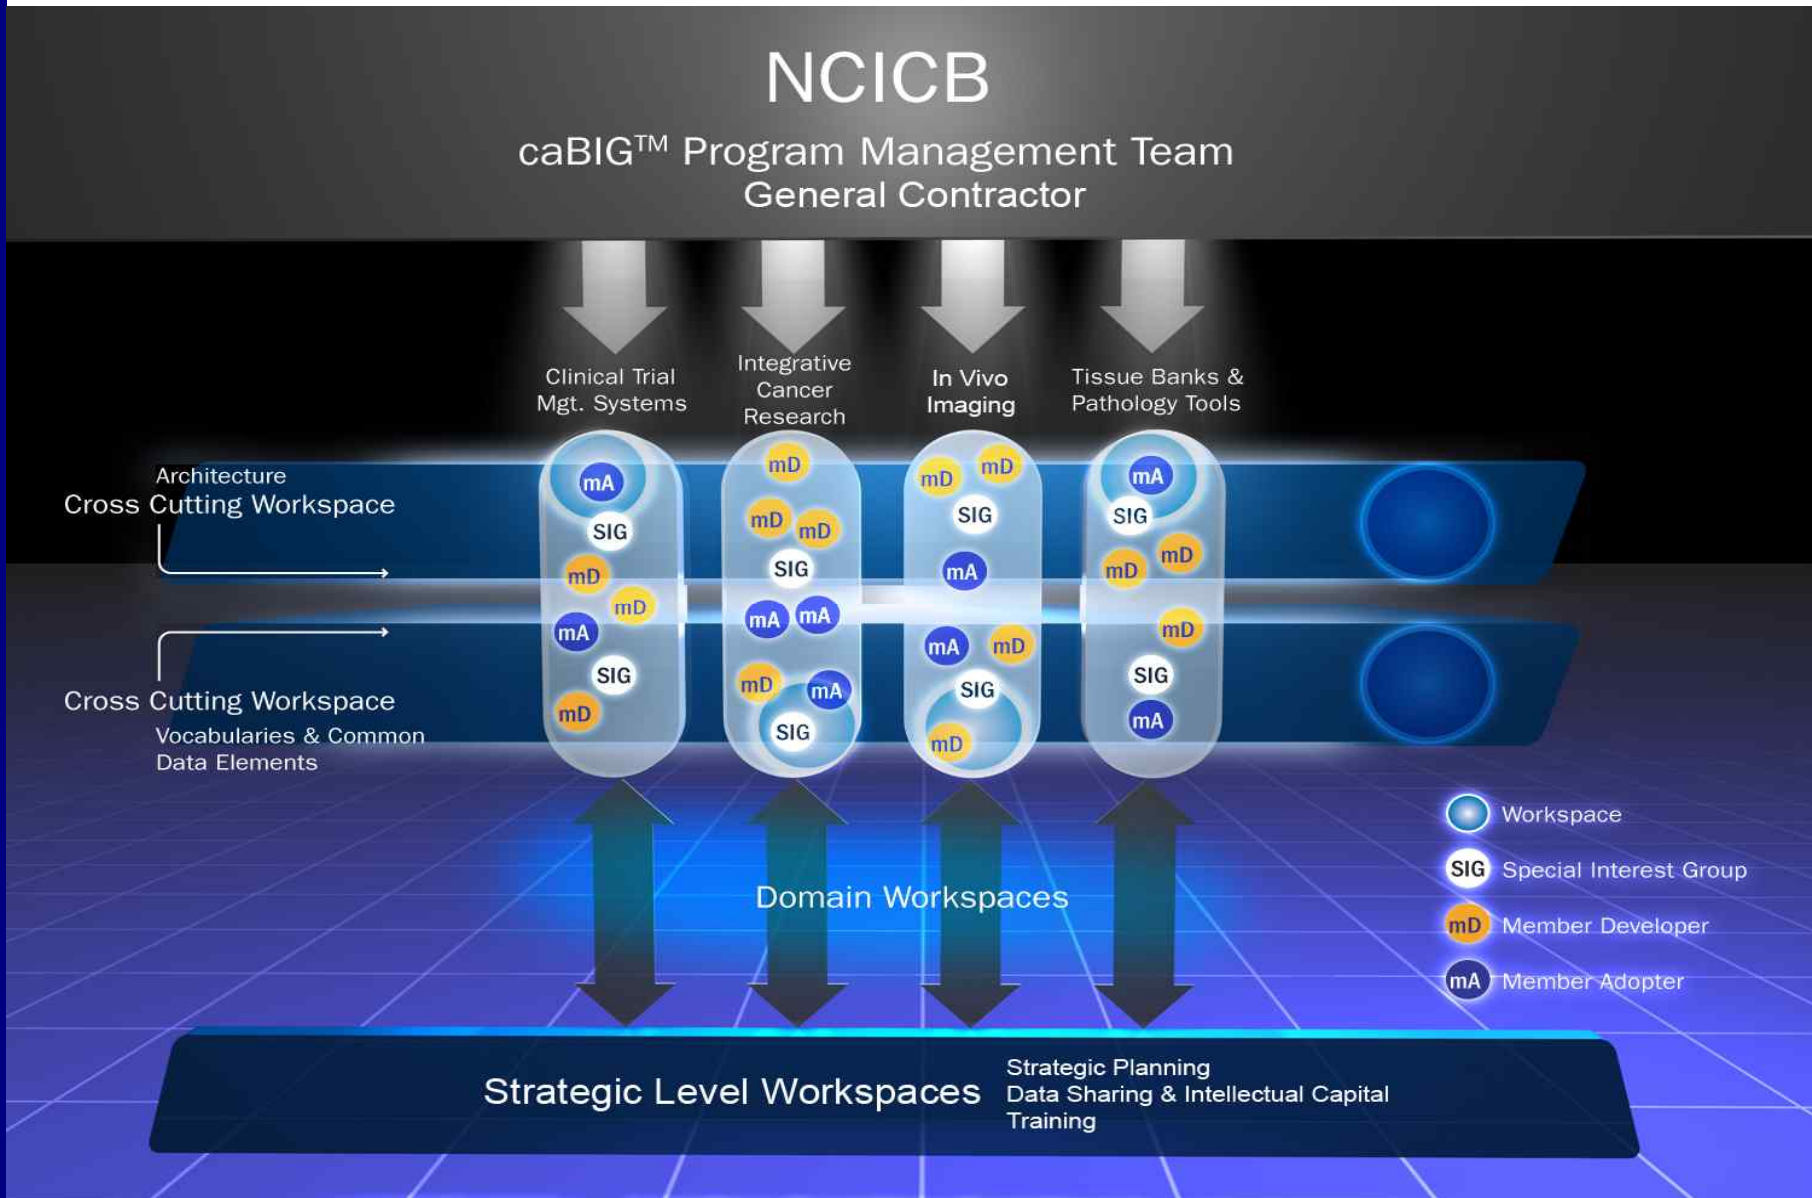 NCICB
caBIG™ Program Management Team
General Contractor
Clinical Trial
Mgt. Systems
Integrative
Cancer
Research
In Vivo
Imaging
Tissue Banks &
Pathology Tools
Architecture
Cross Cutting Workspace
Cross Cutting Workspace
Vocabularies & Common
Data Elements
mA
SIG
mD
mD
mA
SIG
mD
mD
mD
mD
SIG
mA
mA
mD
mA
SIG
mD
mD
SIG
mA
mA
mD
SIG
mD
mA
SIG
mD
mD
mD
SIG
mA
Workspace
SIG Special Interest Group
mD Member Developer
mA Member Adopter
Domain Workspaces
Strategic Level Workspaces
Strategic Planning
Data Sharing & Intellectual Capital
Training